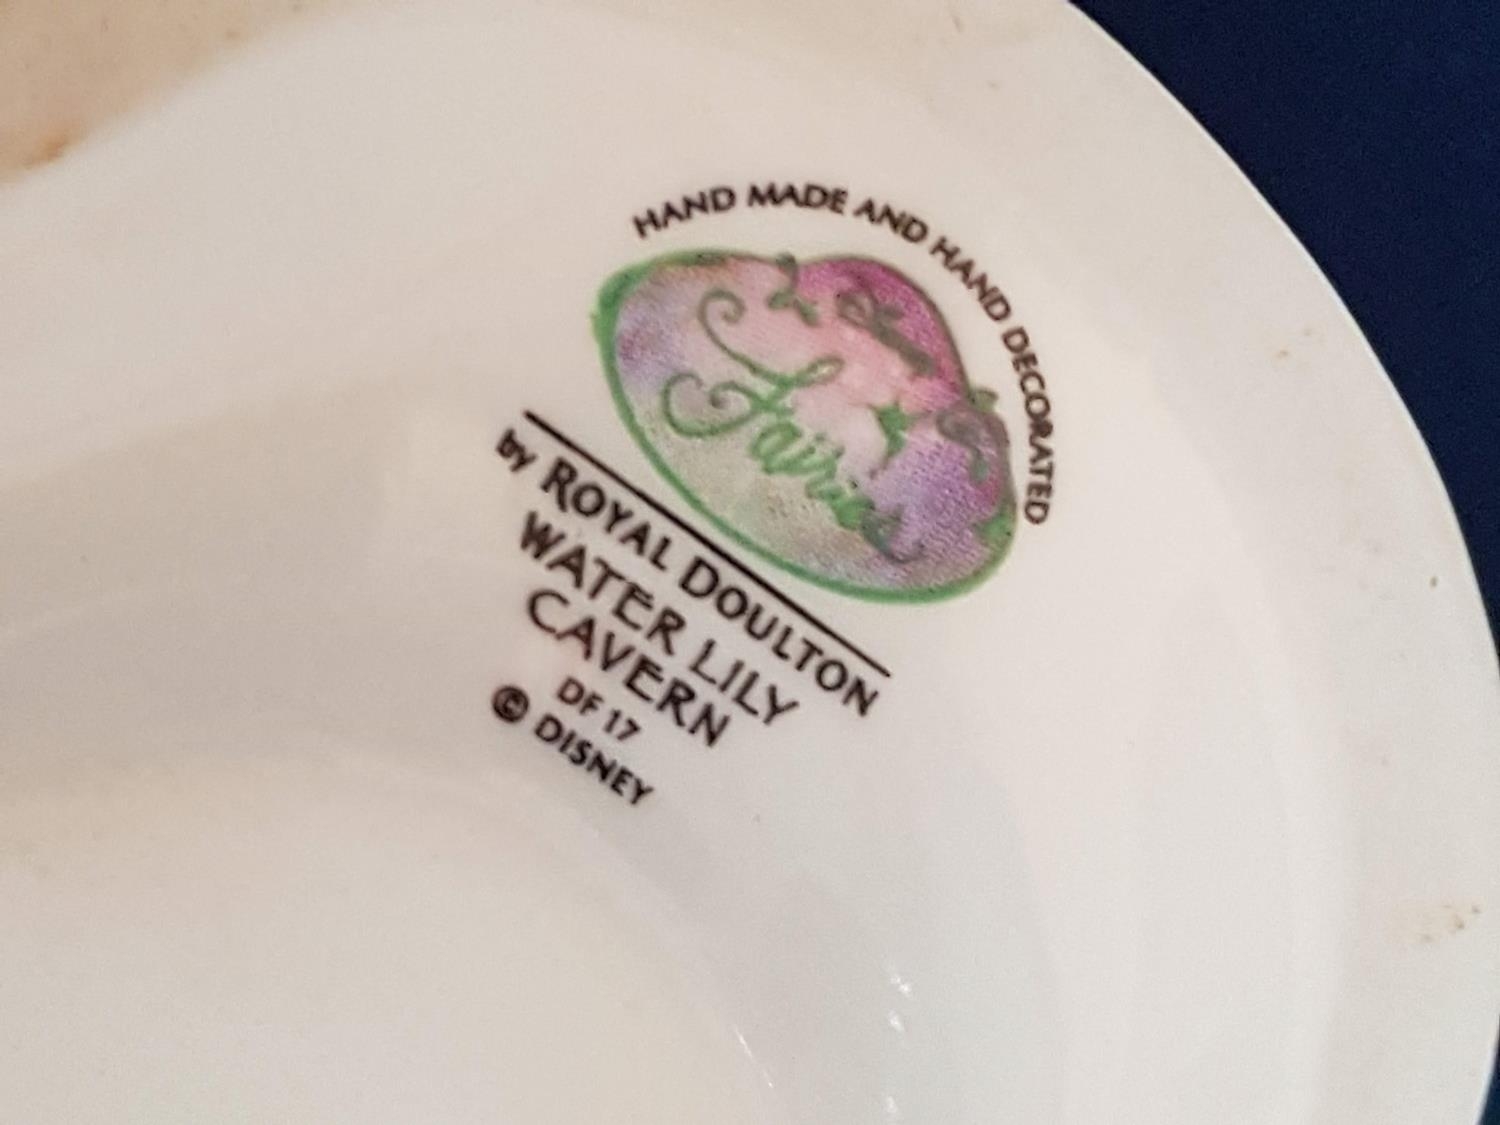 HAND MADE AND HAND DECORATED
Fairies
by ROYAL DOULTON
WATER LILY
CAVERN
DF 17
© DISNEY